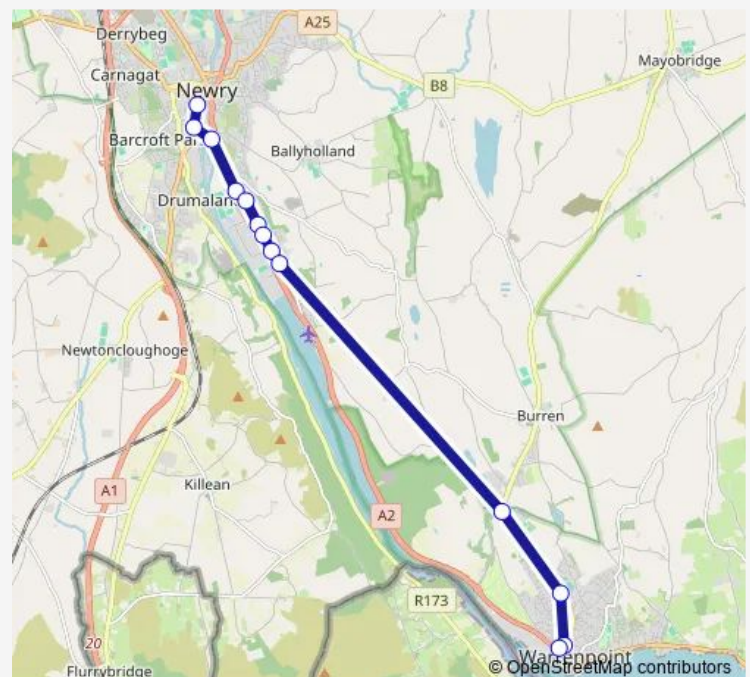 A25
Derrybeg
Mayobridge
Carnagat
B8
Newry
Barcroft Pa
Ballyholland
Drumalan
Newtoncloughoge
Burren
A1
Killean
A2
R173
20
Warrenpoint
Flurrybridge
© OpenStreetMap contributors